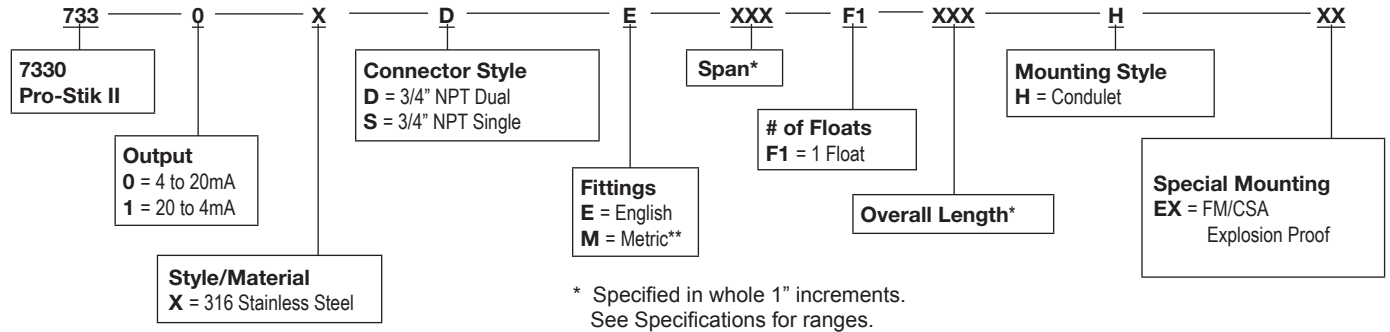 733 0 X D E XXX F1 XXX H XX
7330
Pro-Stik II
Output
0 = 4 to 20mA
1 = 20 to 4mA
Style/Material
X = 316 Stainless Steel
Connector Style
D = 3/4” NPT Dual
S = 3/4” NPT Single
Fittings
E = English
M = Metric**
Span*
# of Floats
F1 = 1 Float
Overall Length*
Mounting Style
H = Condulet
Special Mounting
EX = FM/CSA
Explosion Proof
* Specified in whole 1” increments.
See Specifications for ranges.